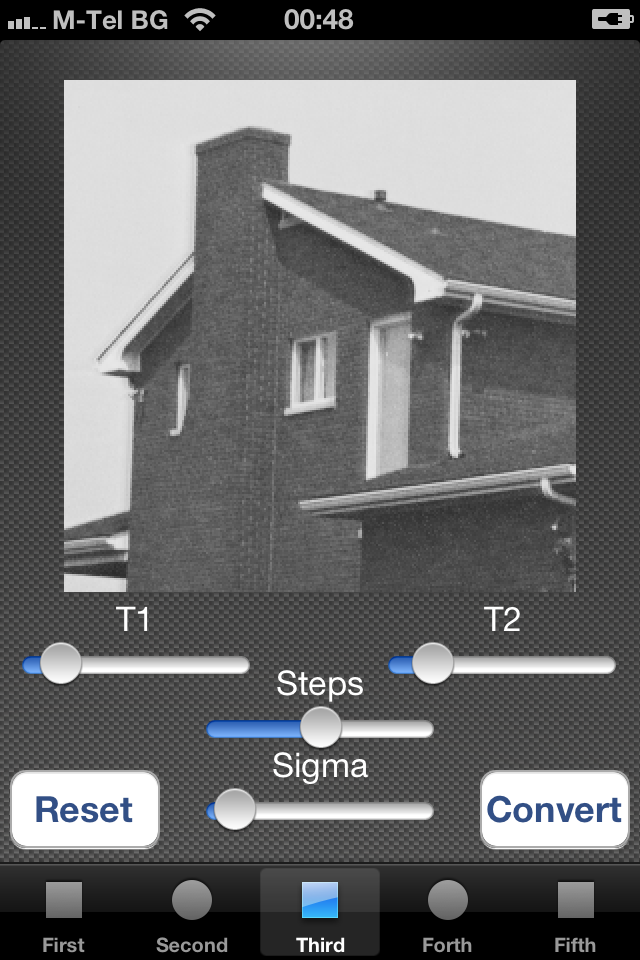 M-Tel BG 00:48
T1 T2
Steps
Sigma
Reset Convert
First Second Third Forth Fifth